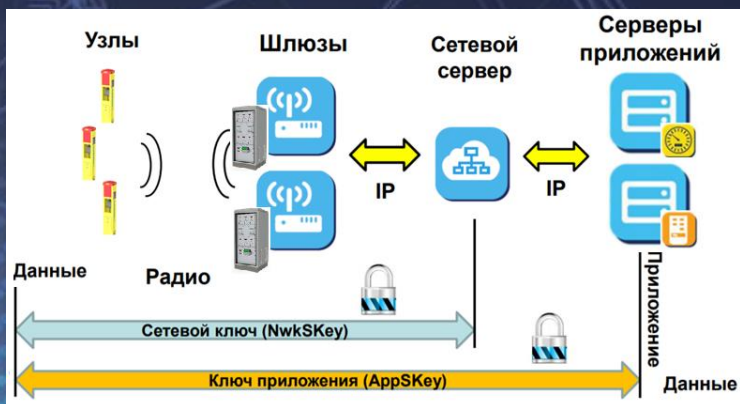 Узлы
Шлюзы
Сетевой
сервер
Серверы
приложений
IP
IP
Данные
Радио
Приложение
Сетевой ключ (NwkSKey)
Ключ приложения (AppSKey)
Данные